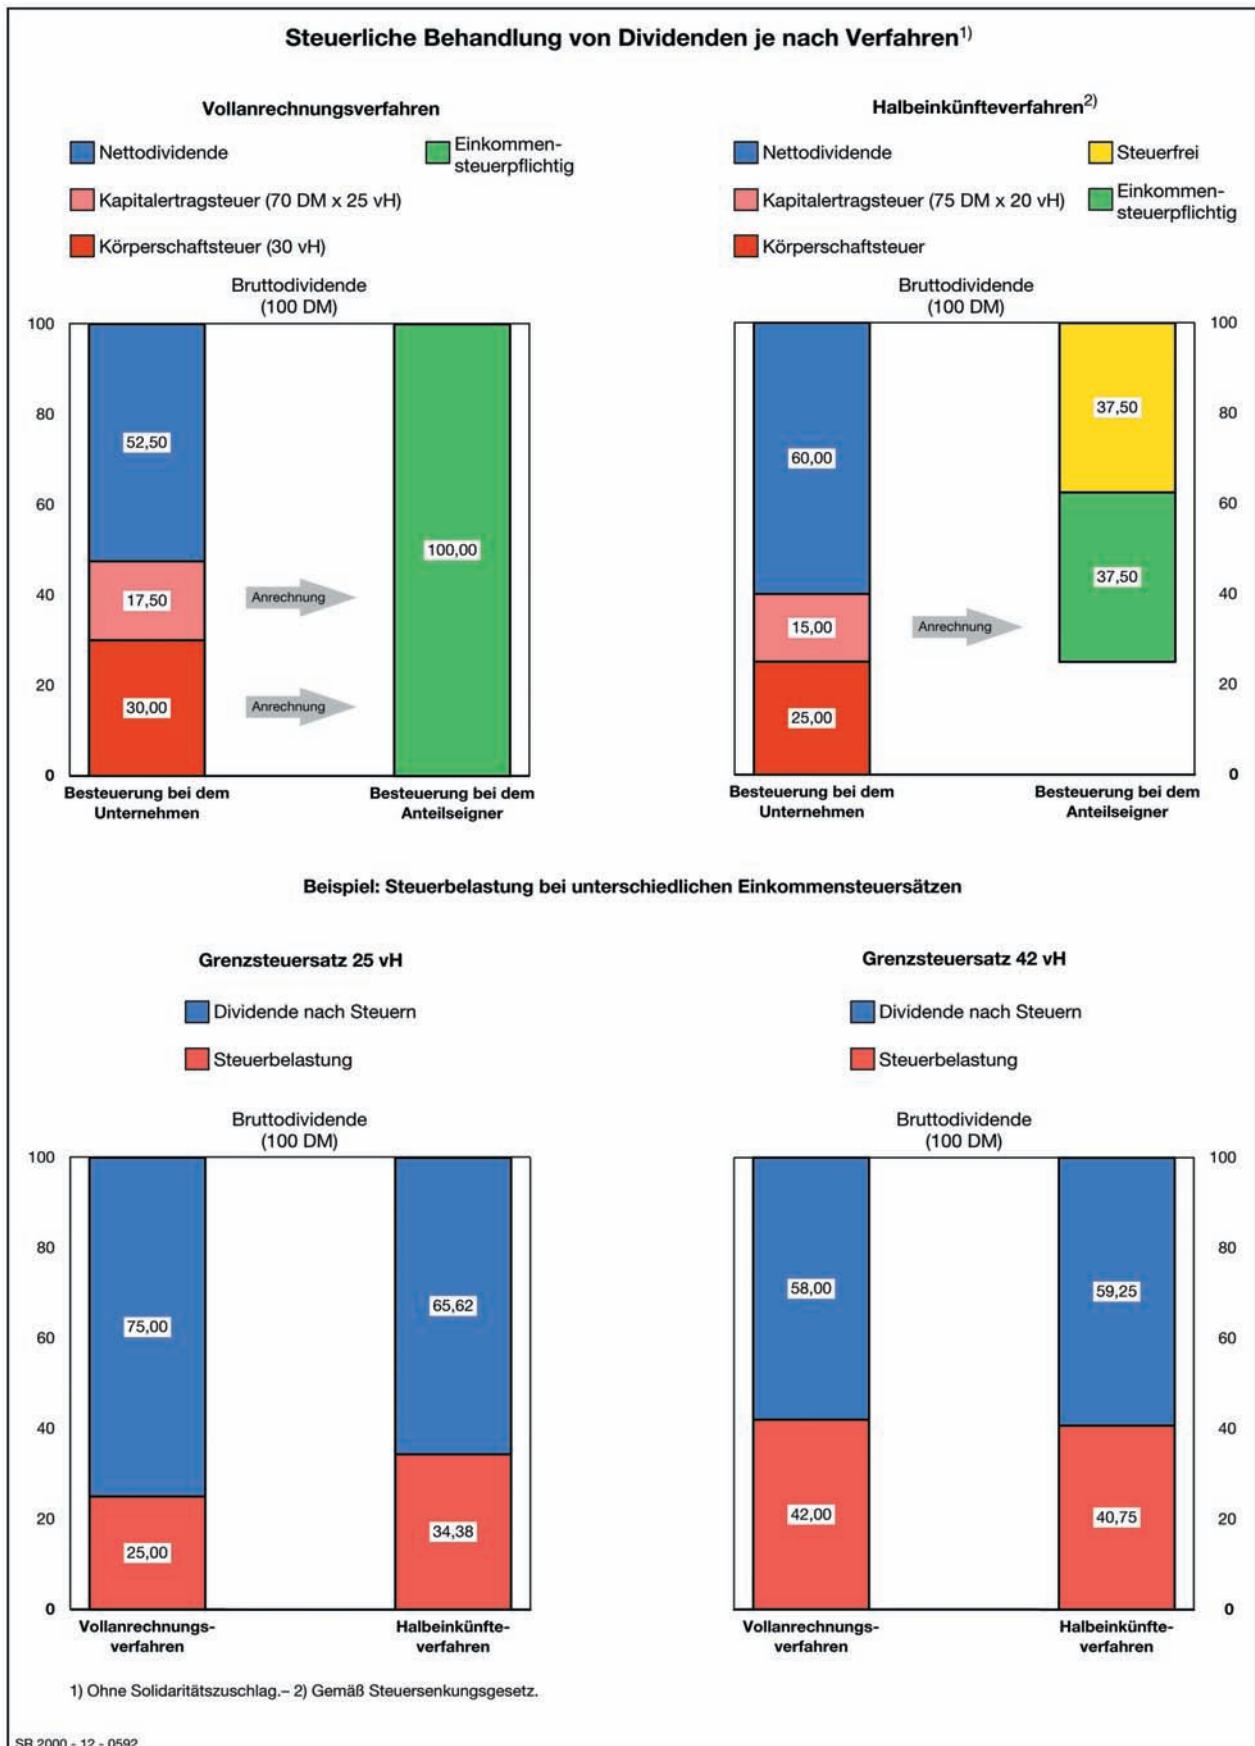 Steuerliche Behandlung von Dividenden je nach Verfahren1)
Vollanrechnungsverfahren
Nettodividende
Einkommen-
steuerpflichtig
Kapitalertragsteuer (70 DM x 25 vH)
Körperschaftsteuer (30 vH)
Bruttodividende
(100 DM)
100
80
60
40
20
0
52,50
17,50
30,00
Anrechnung
Anrechnung
100,00
Besteuerung bei dem
Unternehmen
Besteuerung bei dem
Anteilseigner
Halbeinkünfteverfahren2)
Nettodividende
Steuerfrei
Kapitalertragsteuer (75 DM x 20 vH)
Einkommen-
steuerpflichtig
Körperschaftsteuer
Bruttodividende
(100 DM)
60,00
15,00
25,00
Anrechnung
37,50
37,50
100
80
60
40
20
0
Besteuerung bei dem
Unternehmen
Besteuerung bei dem
Anteilseigner
Beispiel: Steuerbelastung bei unterschiedlichen Einkommensteuersätzen
Grenzsteuersatz 25 vH
Dividende nach Steuern
Steuerbelastung
Bruttodividende
(100 DM)
100
80
60
40
20
0
75,00
25,00
65,62
34,38
Vollanrechnungs-
verfahren
Halbeinkünfte-
verfahren
Grenzsteuersatz 42 vH
Dividende nach Steuern
Steuerbelastung
Bruttodividende
(100 DM)
58,00
42,00
59,25
40,75
100
80
60
40
20
0
Vollanrechnungs-
verfahren
Halbeinkünfte-
verfahren
1) Ohne Solidaritätszuschlag.– 2) Gemäß Steuersenkungsgesetz.
SR 2000 - 12 - 0592